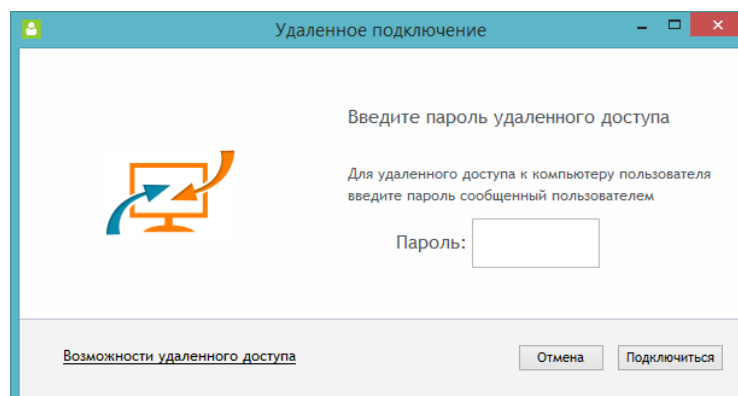 Удаленное подключение
Введите пароль удаленного доступа
Для удаленного доступа к компьютеру пользователя
введите пароль сообщенный пользователем
Пароль:
Возможности удаленного доступа
Отмена
Подключиться